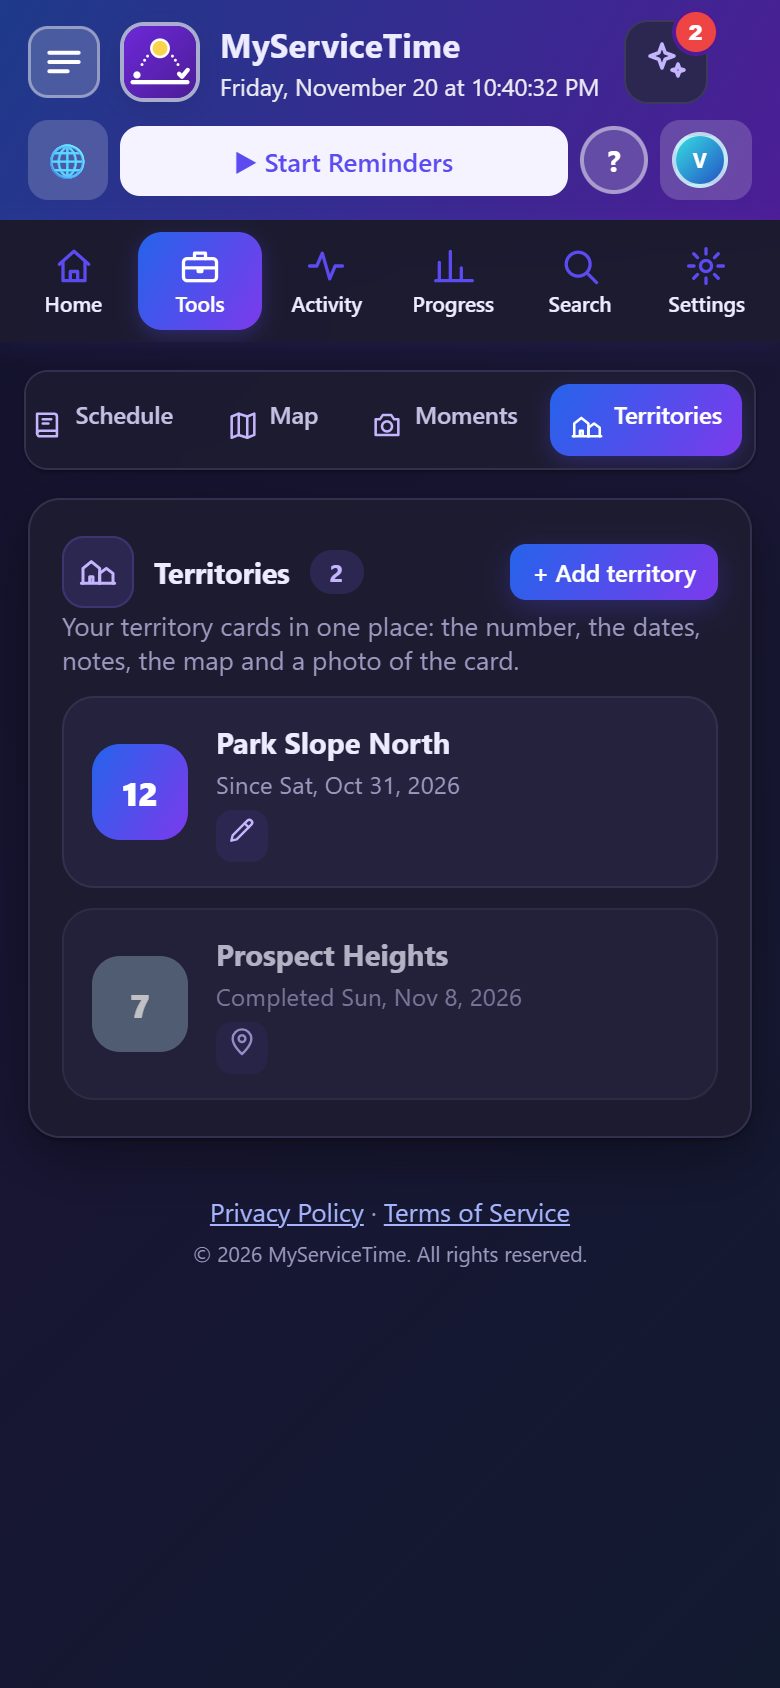 MyServiceTime
Friday, November 20 at 10:40:32 PM
2
▶ Start Reminders
?
V
Home
Tools
Activity
Progress
Search
Settings
Schedule
Map
Moments
Territories
Territories
2
+ Add territory
Your territory cards in one place: the number, the dates,
notes, the map and a photo of the card.
12
Park Slope North
Since Sat, Oct 31, 2026
7
Prospect Heights
Completed Sun, Nov 8, 2026
Privacy Policy · Terms of Service
© 2026 MyServiceTime. All rights reserved.